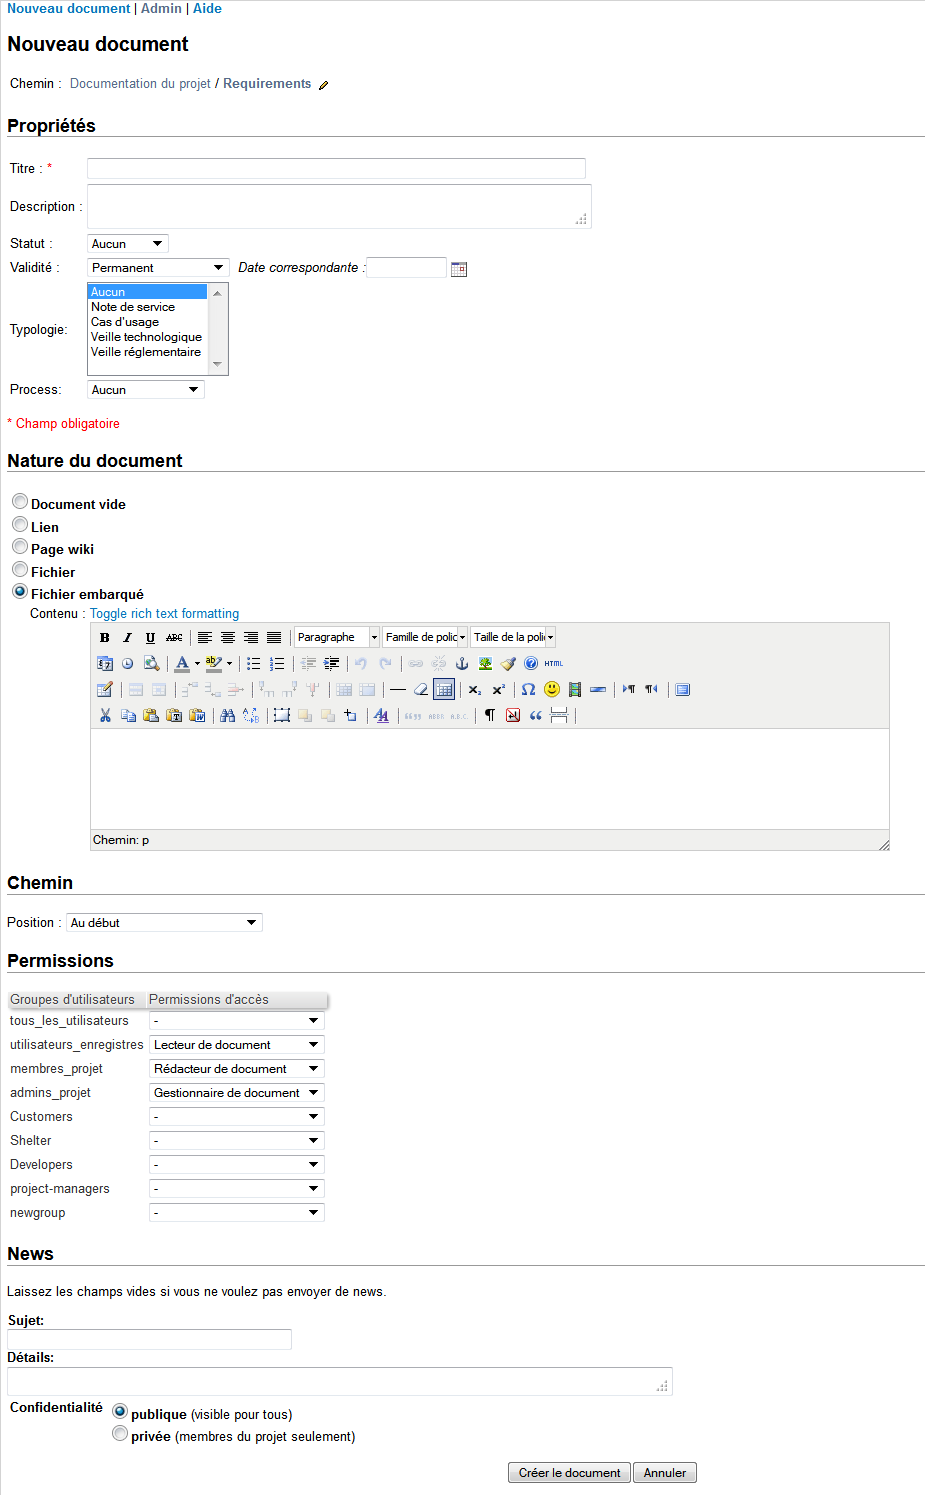 Nouveau document | Admin | Aide
Nouveau document
Chemin : Documentation du projet / Requirements
Propriétés
Titre : *
Description :
Statut : Aucun
Validité : Permanent Date correspondante :
Typologie: Aucun
Note de service
Cas d'usage
Veille technologique
Veille réglementaire
Process: Aucun
* Champ obligatoire
Nature du document
Document vide
Lien
Page wiki
Fichier
Fichier embarqué
Contenu : Toggle rich text formatting
B I U ABC Paragraphe Famille de polic Taille de la poli
HTML
Chemin: p
Chemin
Position : Au début
Permissions
Groupes d'utilisateurs Permissions d'accès
tous_les_utilisateurs -
utilisateurs_enregistres Lecteur de document
membres_projet Rédacteur de document
admins_projet Gestionnaire de document
Customers -
Shelter -
Developers -
project-managers -
newgroup -
News
Laissez les champs vides si vous ne voulez pas envoyer de news.
Sujet:
Détails:
Confidentialité publique (visible pour tous)
privée (membres du projet seulement)
Créer le document Annuler